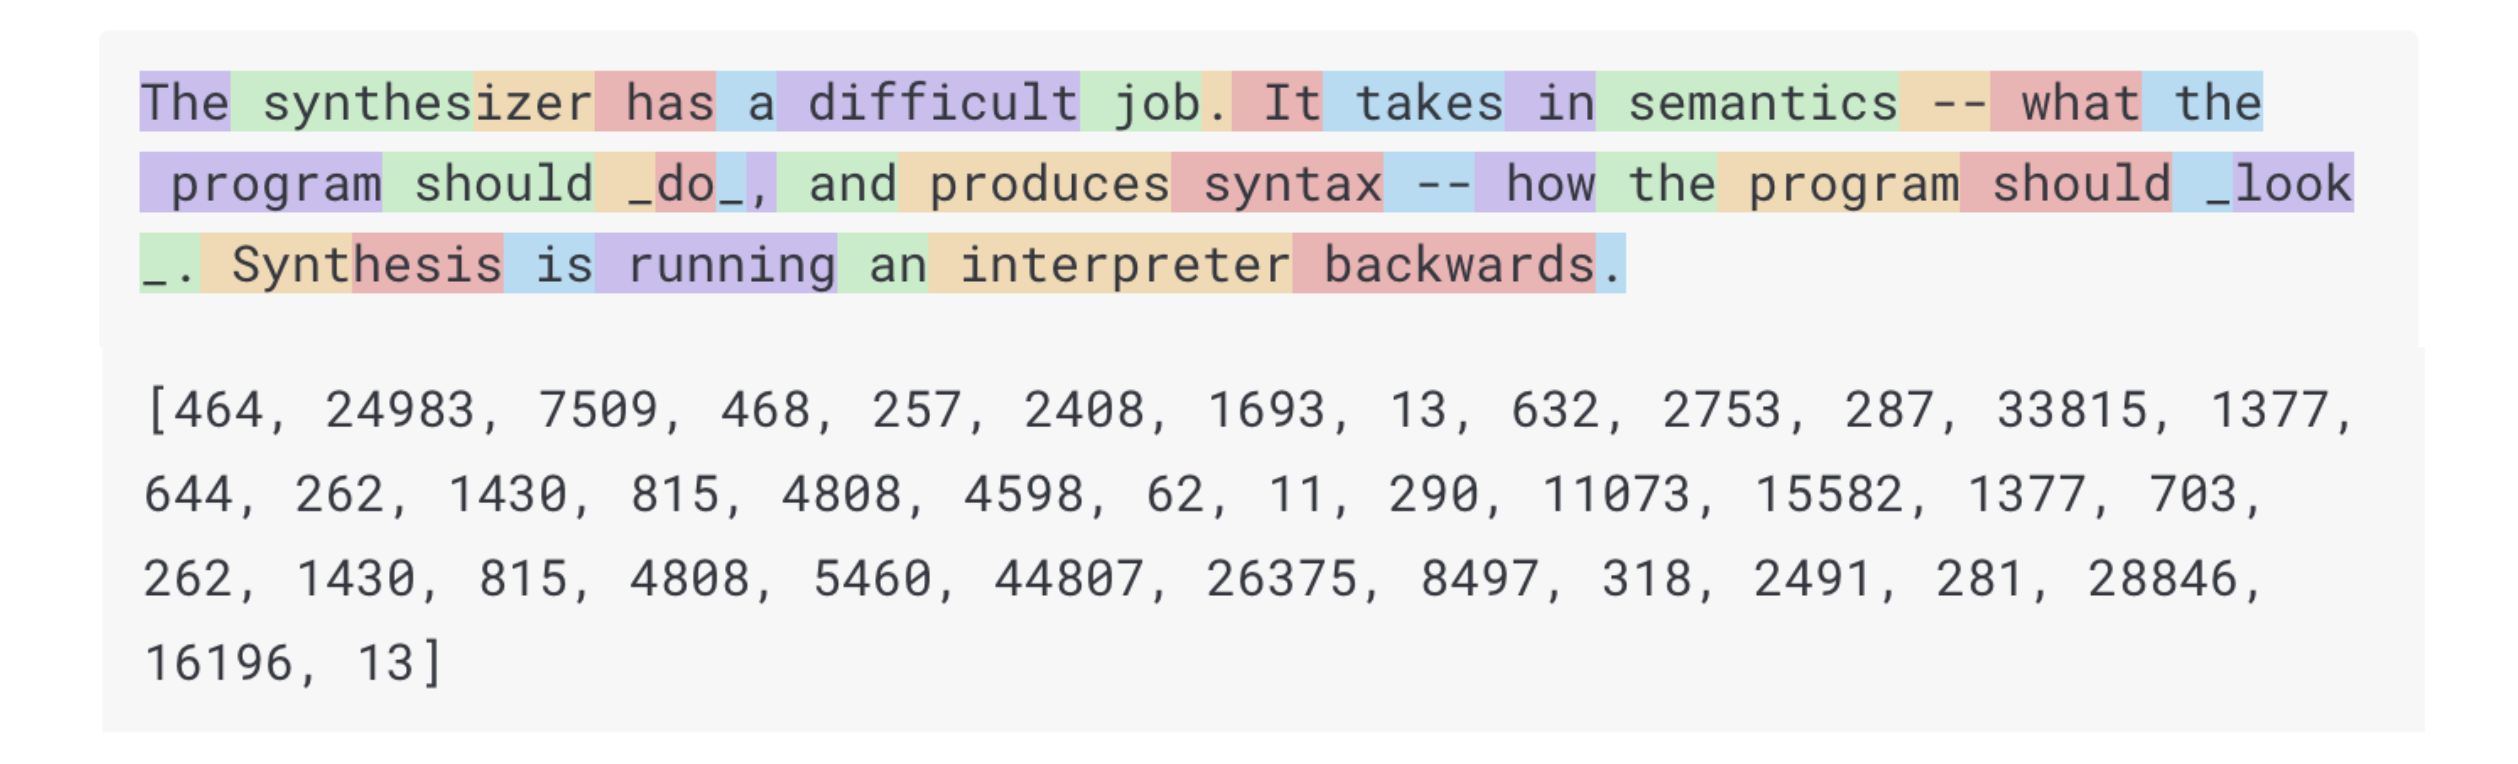 The synthesizer has a difficult job. It takes in semantics -- what the
program should _do_, and produces syntax -- how the program should _look
_. Synthesis is running an interpreter backwards.
[464, 24983, 7509, 468, 257, 2408, 1693, 13, 632, 2753, 287, 33815, 1377,
644, 262, 1430, 815, 4808, 4598, 62, 11, 290, 11073, 15582, 1377, 703,
262, 1430, 815, 4808, 5460, 44807, 26375, 8497, 318, 2491, 281, 28846,
16196, 13]